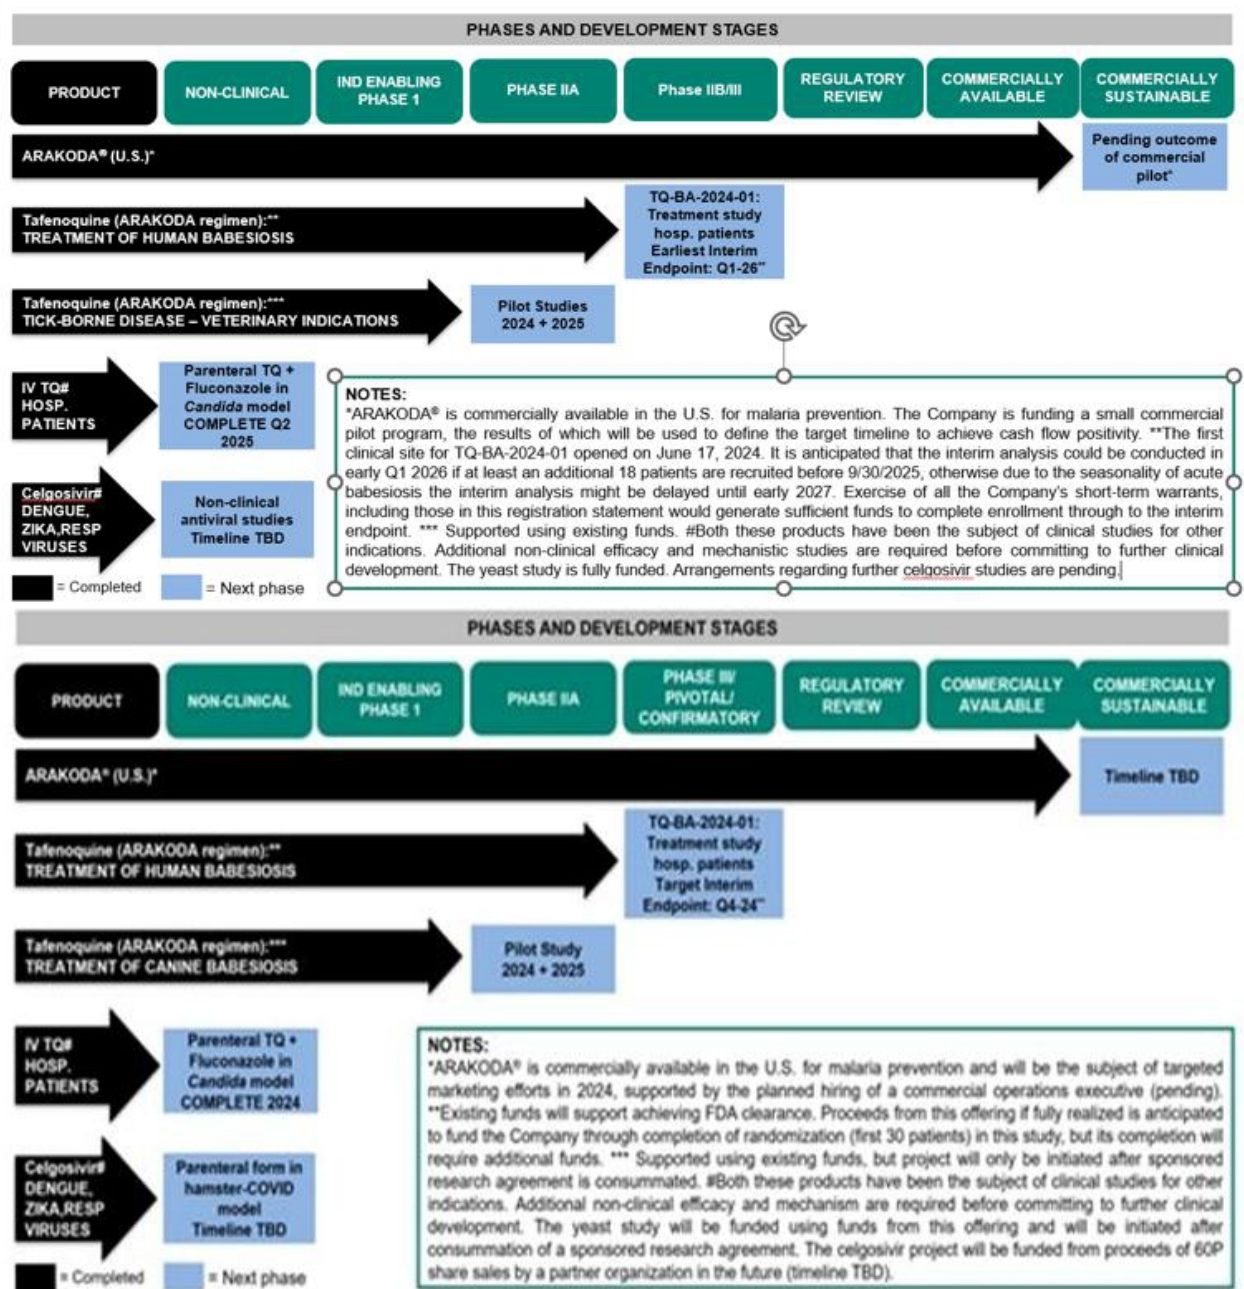 PHASES AND DEVELOPMENT STAGES
PRODUCT
NON-CLINICAL
IND ENABLING
PHASE 1
PHASE IIA
Phase IIB/III
REGULATORY
REVIEW
COMMERCIALLY
AVAILABLE
COMMERCIALLY
SUSTAINABLE
ARAKODA® (U.S.)*
Pending outcome
of commercial
pilot*
Tafenoquine (ARAKODA regimen):**
TREATMENT OF HUMAN BABESIOSIS
TQ-BA-2024-01:
Treatment study
hosp. patients
Earliest Interim
Endpoint: Q1-26**
Tafenoquine (ARAKODA regimen):***
TICK-BORNE DISEASE – VETERINARY INDICATIONS
Pilot Studies
2024 + 2025
IV TQ#
HOSP.
PATIENTS
Parenteral TQ +
Fluconazole in
Candida model
COMPLETE Q2
2025
Celgosivir#
DENGUE,
ZIKA,RESP
VIRUSES
Non-clinical
antiviral studies
Timeline TBD
= Completed
= Next phase
NOTES:
*ARAKODA® is commercially available in the U.S. for malaria prevention. The Company is funding a small commercial
pilot program, the results of which will be used to define the target timeline to achieve cash flow positivity. **The first
clinical site for TQ-BA-2024-01 opened on June 17, 2024. It is anticipated that the interim analysis could be conducted in
early Q1 2026 if at least an additional 18 patients are recruited before 9/30/2025, otherwise due to the seasonality of acute
babesiosis the interim analysis might be delayed until early 2027. Exercise of all the Company's short-term warrants,
including those in this registration statement would generate sufficient funds to complete enrollment through to the interim
endpoint. *** Supported using existing funds. #Both these products have been the subject of clinical studies for other
indications. Additional non-clinical efficacy and mechanistic studies are required before committing to further clinical
development. The yeast study is fully funded. Arrangements regarding further celgosivir studies are pending.
PHASES AND DEVELOPMENT STAGES
PRODUCT
NON-CLINICAL
IND ENABLING
PHASE 1
PHASE IIA
PHASE III/
PIVOTAL/
CONFIRMATORY
REGULATORY
REVIEW
COMMERCIALLY
AVAILABLE
COMMERCIALLY
SUSTAINABLE
ARAKODA® (U.S.)*
Timeline TBD
Tafenoquine (ARAKODA regimen):**
TREATMENT OF HUMAN BABESIOSIS
TQ-BA-2024-01:
Treatment study
hosp. patients
Target Interim
Endpoint: Q4-24**
Tafenoquine (ARAKODA regimen):***
TREATMENT OF CANINE BABESIOSIS
Pilot Study
2024 + 2025
IV TQ#
HOSP.
PATIENTS
Parenteral TQ +
Fluconazole in
Candida model
COMPLETE 2024
Celgosivir#
DENGUE,
ZIKA,RESP
VIRUSES
Parenteral form in
hamster-COVID
model
Timeline TBD
= Completed
= Next phase
NOTES:
*ARAKODA® is commercially available in the U.S. for malaria prevention and will be the subject of targeted
marketing efforts in 2024, supported by the planned hiring of a commercial operations executive (pending).
**Existing funds will support achieving FDA clearance. Proceeds from this offering if fully realized is anticipated
to fund the Company through completion of randomization (first 30 patients) in this study, but its completion will
require additional funds. *** Supported using existing funds, but project will only be initiated after sponsored
research agreement is consummated. #Both these products have been the subject of clinical studies for other
indications. Additional non-clinical efficacy and mechanism are required before committing to further clinical
development. The yeast study will be funded using funds from this offering and will be initiated after
consummation of a sponsored research agreement. The celgosivir project will be funded from proceeds of 60P
share sales by a partner organization in the future (timeline TBD).